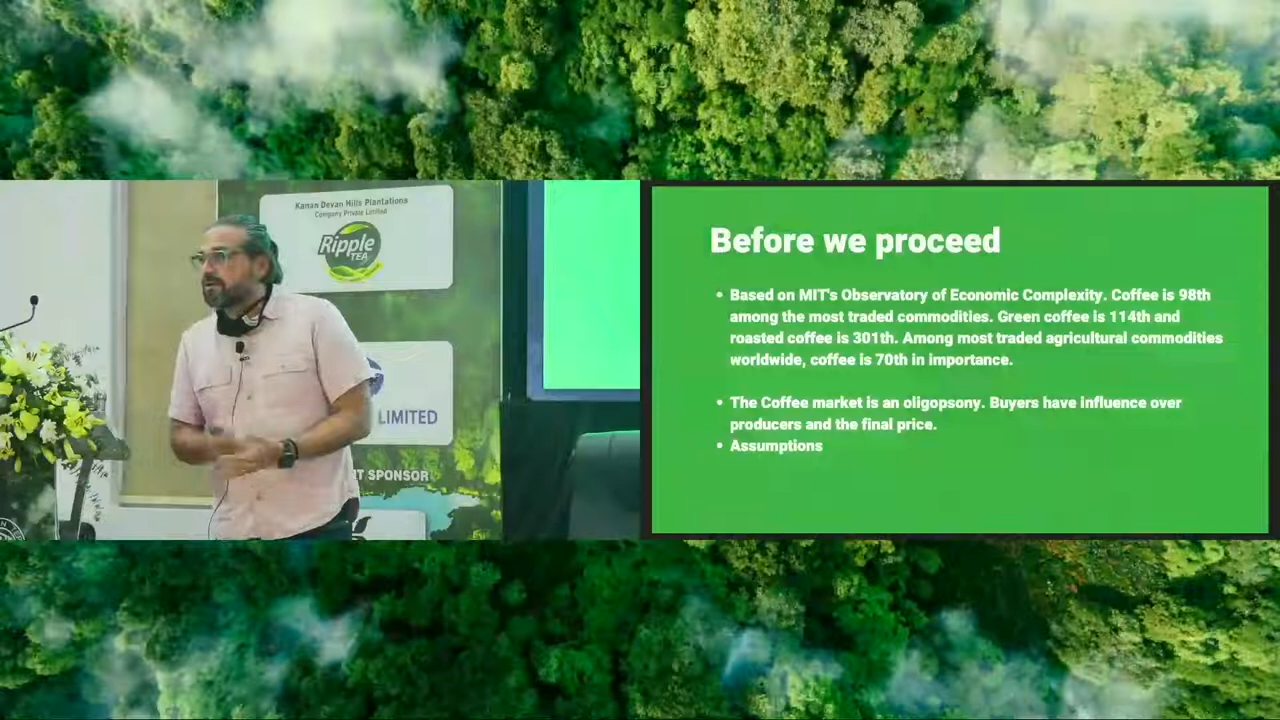 Kanan Devan Hills Plantations
Company Private Limited
Ripple
TEA
LIMITED
SPONSOR
Before we proceed
• Based on MIT's Observatory of Economic Complexity. Coffee is 98th
among the most traded commodities. Green coffee is 114th and
roasted coffee is 301th. Among most traded agricultural commodities
worldwide, coffee is 70th in importance.
• The Coffee market is an oligopsony. Buyers have influence over
producers and the final price.
• Assumptions